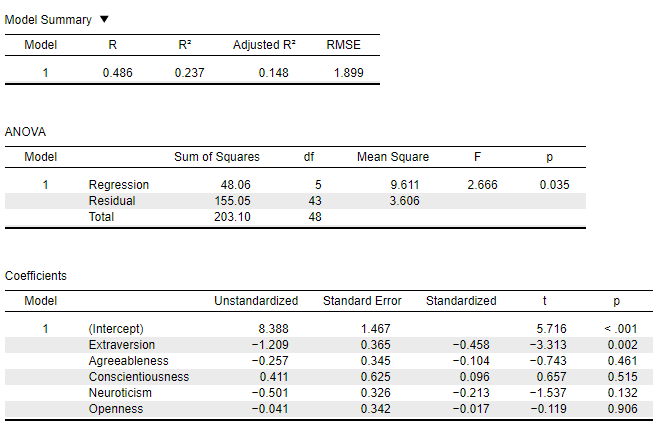 Model Summary ▼
Model R R² Adjusted R² RMSE
1 0.486 0.237 0.148 1.899
ANOVA
Model Sum of Squares df Mean Square F p
1 Regression 48.06 5 9.611 2.666 0.035
Residual 155.05 43 3.606
Total 203.10 48
Coefficients
Model Unstandardized Standard Error Standardized t p
1 (Intercept) 8.388 1.467 5.716 < .001
Extraversion −1.209 0.365 −0.458 −3.313 0.002
Agreeableness −0.257 0.345 −0.104 −0.743 0.461
Conscientiousness 0.411 0.625 0.096 0.657 0.515
Neuroticism −0.501 0.326 −0.213 −1.537 0.132
Openness −0.041 0.342 −0.017 −0.119 0.906